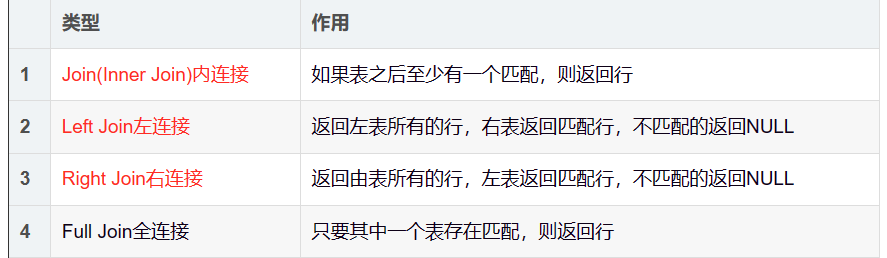 类型 作用
1 Join(Inner Join)内连接 如果表之后至少有一个匹配，则返回行
2 Left Join左连接 返回左表所有的行，右表返回匹配行，不匹配的返回NULL
3 Right Join右连接 返回由表所有的行，左表返回匹配行，不匹配的返回NULL
4 Full Join全连接 只要其中一个表存在匹配，则返回行